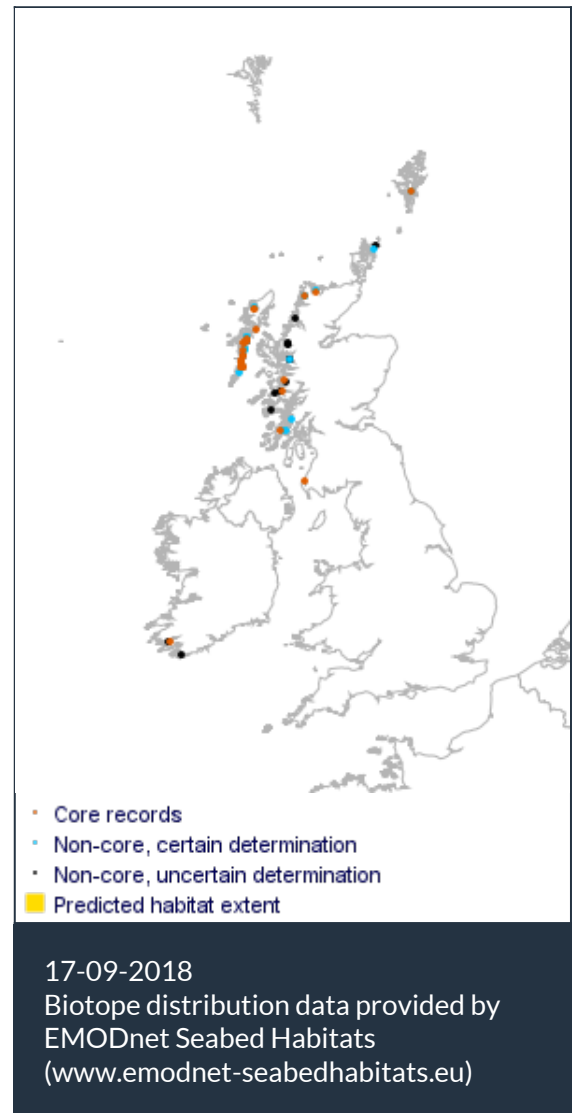 Core records
Non-core, certain determination
Non-core, uncertain determination
Predicted habitat extent
17-09-2018
Biotope distribution data provided by
EMODnet Seabed Habitats
(www.emodnet-seabedhabitats.eu)